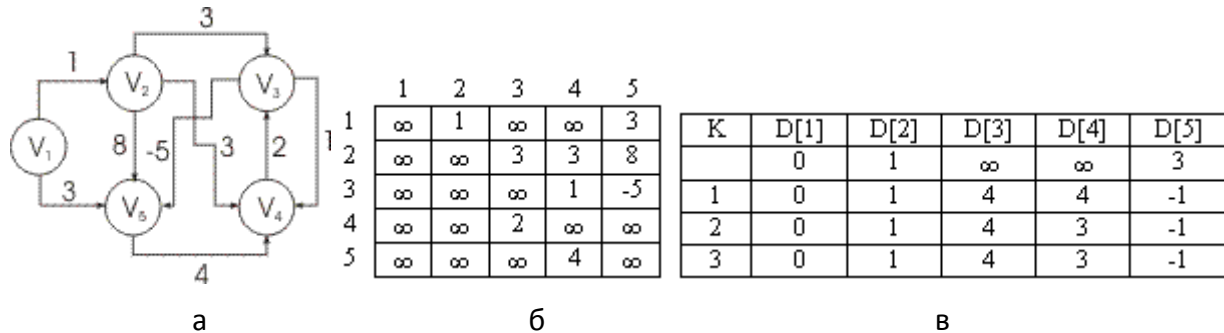 3
1
V₂
V₃
8
-5
3
2
1
V₁
3
V₅
V₄
4
1 2 3 4 5
1 ∞ 1 ∞ ∞ 3
2 ∞ ∞ 3 3 8
3 ∞ ∞ ∞ 1 -5
4 ∞ ∞ 2 ∞ ∞
5 ∞ ∞ ∞ 4 ∞
K D[1] D[2] D[3] D[4] D[5]
0 1 ∞ ∞ 3
1 0 1 4 4 -1
2 0 1 4 3 -1
3 0 1 4 3 -1
а б в